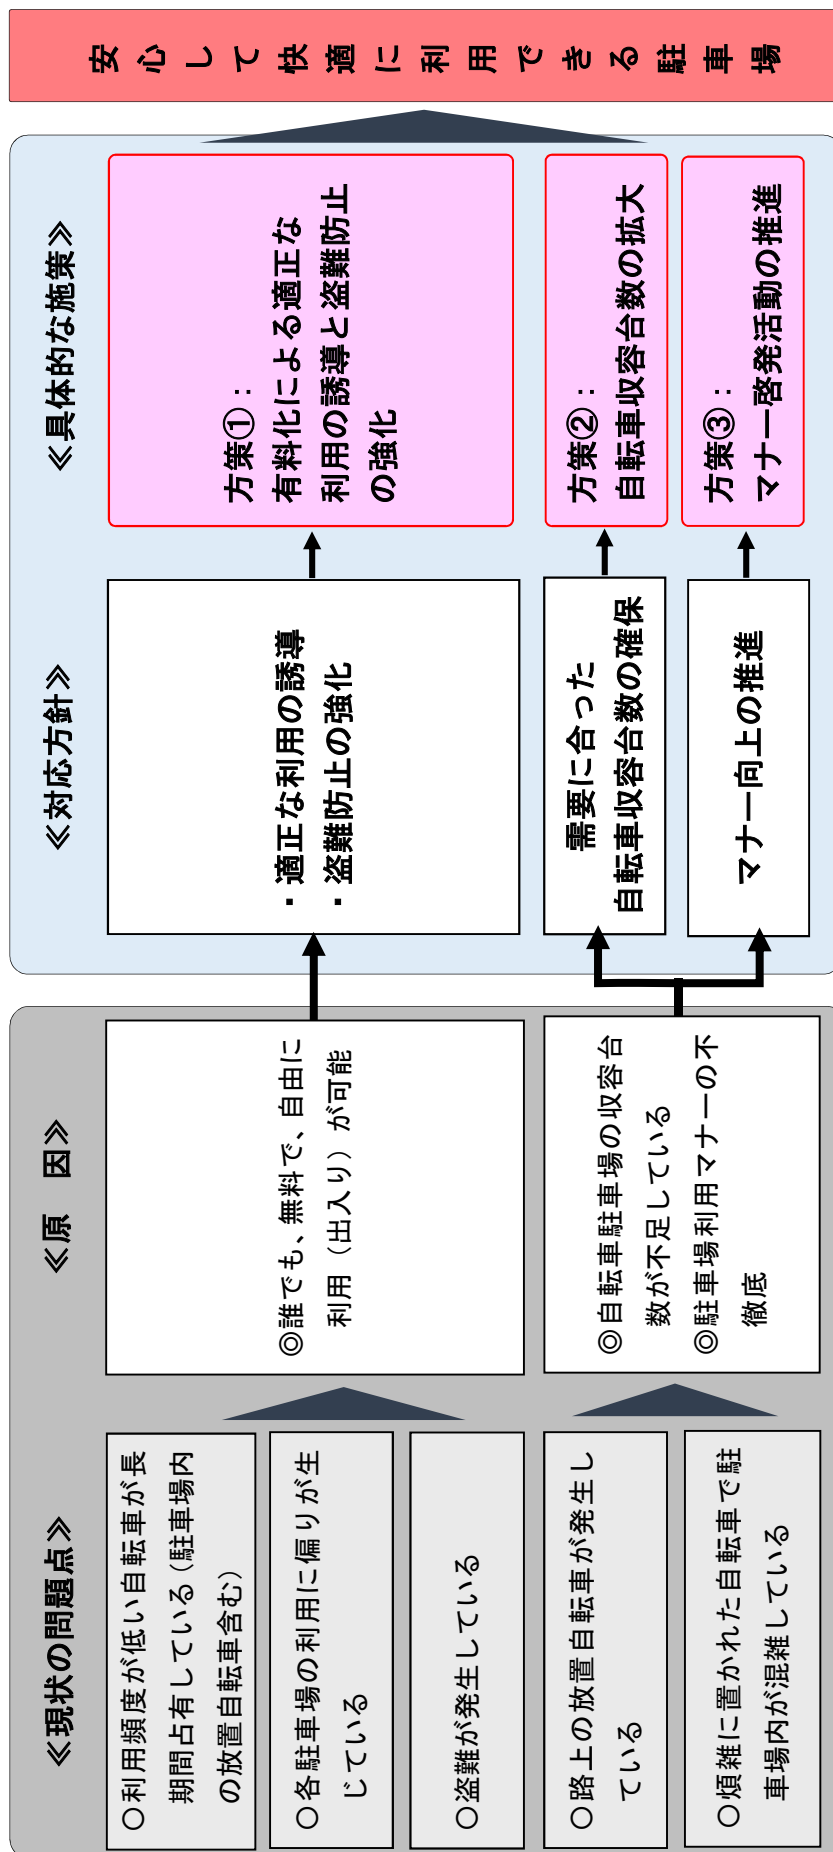 ≪現状の問題点≫
○利用頻度が低い自転車が長
期間占有している（駐車場内
の放置自転車含む）
○各駐車場の利用に偏りが生
じている
○盗難が発生している
○路上の放置自転車が発生し
ている
○煩雑に置かれた自転車で駐
車場内が混雑している
≪原　因≫
◎誰でも、無料で、自由に
利用（出入り）が可能
◎自転車駐車場の収容台
数が不足している
◎駐車場利用マナーの不
徹底
≪対応方針≫
・適正な利用の誘導
・盗難防止の強化
需要に合った
自転車収容台数の確保
マナー向上の推進
≪具体的な施策≫
方策①：
有料化による適正な
利用の誘導と盗難防止
の強化
方策②：
自転車収容台数の拡大
方策③：
マナー啓発活動の推進
安心して快適に利用できる駐車場